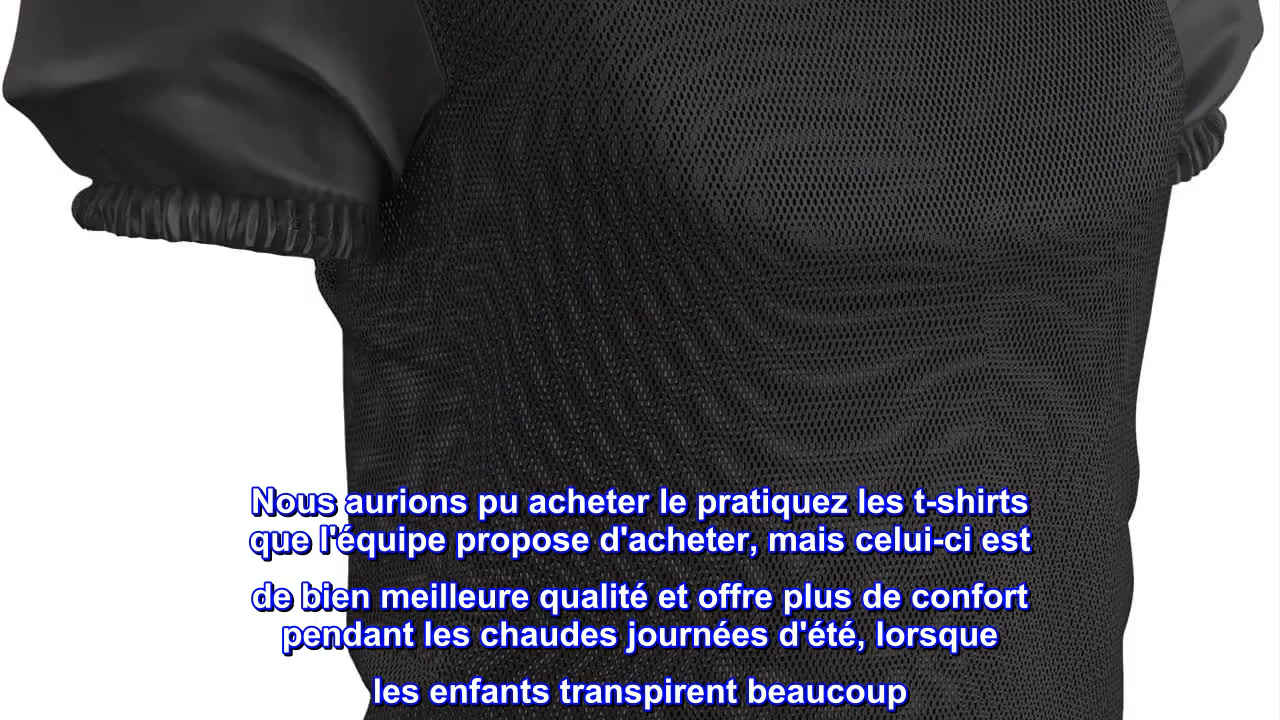 Nous aurions pu acheter le pratiquez les t-shirts
que l'équipe propose d'acheter, mais celui-ci est
de bien meilleure qualité et offre plus de confort
pendant les chaudes journées d'été, lorsque
les enfants transpirent beaucoup